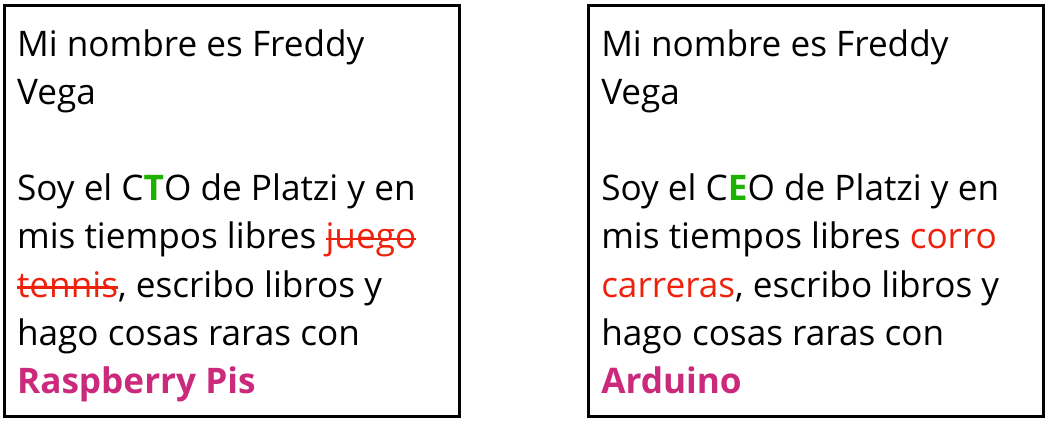 Mi nombre es Freddy
Vega
Soy el CTO de Platzi y en
mis tiempos libres juego
tennis, escribo libros y
hago cosas raras con
Raspberry Pis
Mi nombre es Freddy
Vega
Soy el CEO de Platzi y en
mis tiempos libres corro
carreras, escribo libros y
hago cosas raras con
Arduino